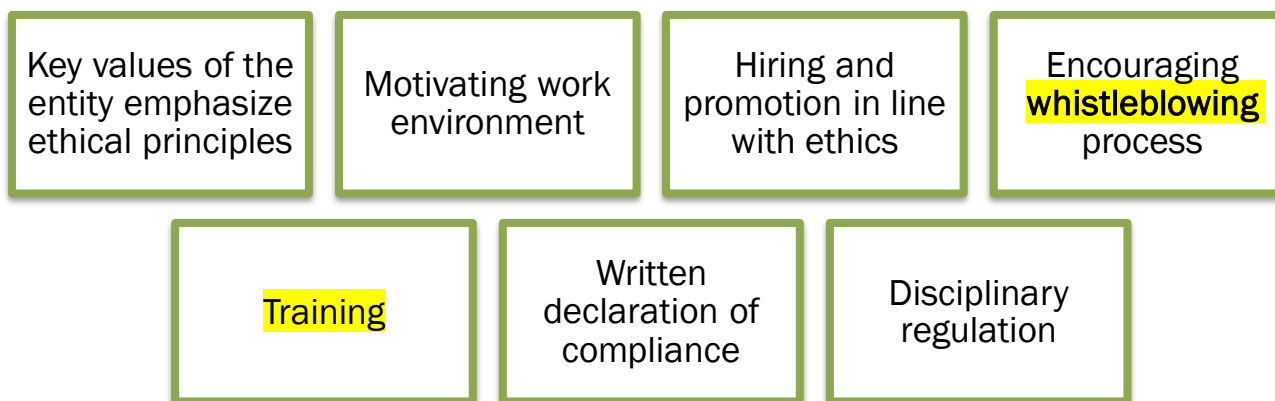 Key values of the
entity emphasize
ethical principles
Motivating work
environment
Hiring and
promotion in line
with ethics
Encouraging
whistleblowing
process
Training
Written
declaration of
compliance
Disciplinary
regulation